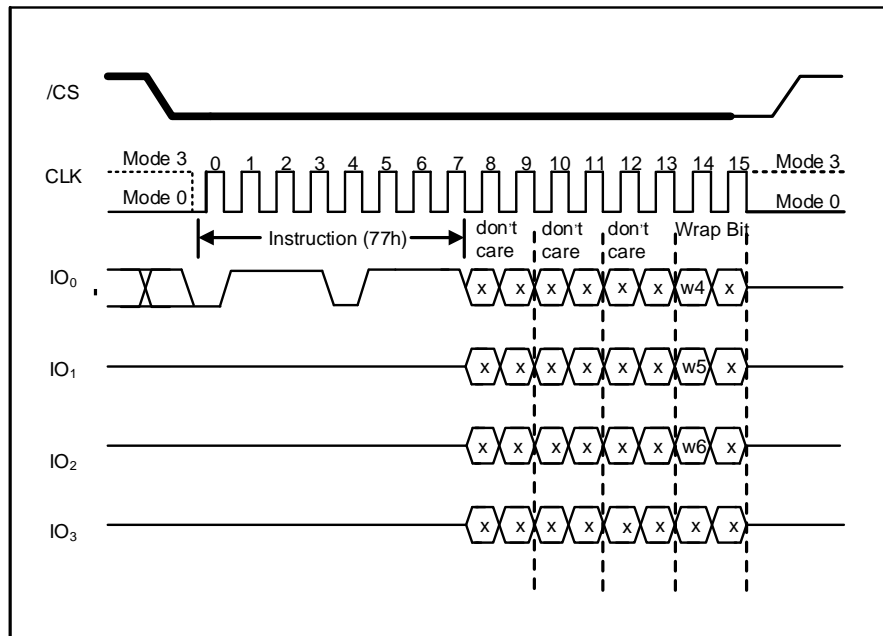 /CS
Mode 3 0 1 2 3 4 5 6 7 8 9 10 11 12 13 14 15 Mode 3
CLK
Mode 0 Mode 0
Instruction (77h) don't care don't care don't care Wrap Bit
IO0 x x x x x x w4 x
IO1 x x x x x x w5 x
IO2 x x x x x x w6 x
IO3 x x x x x x x x